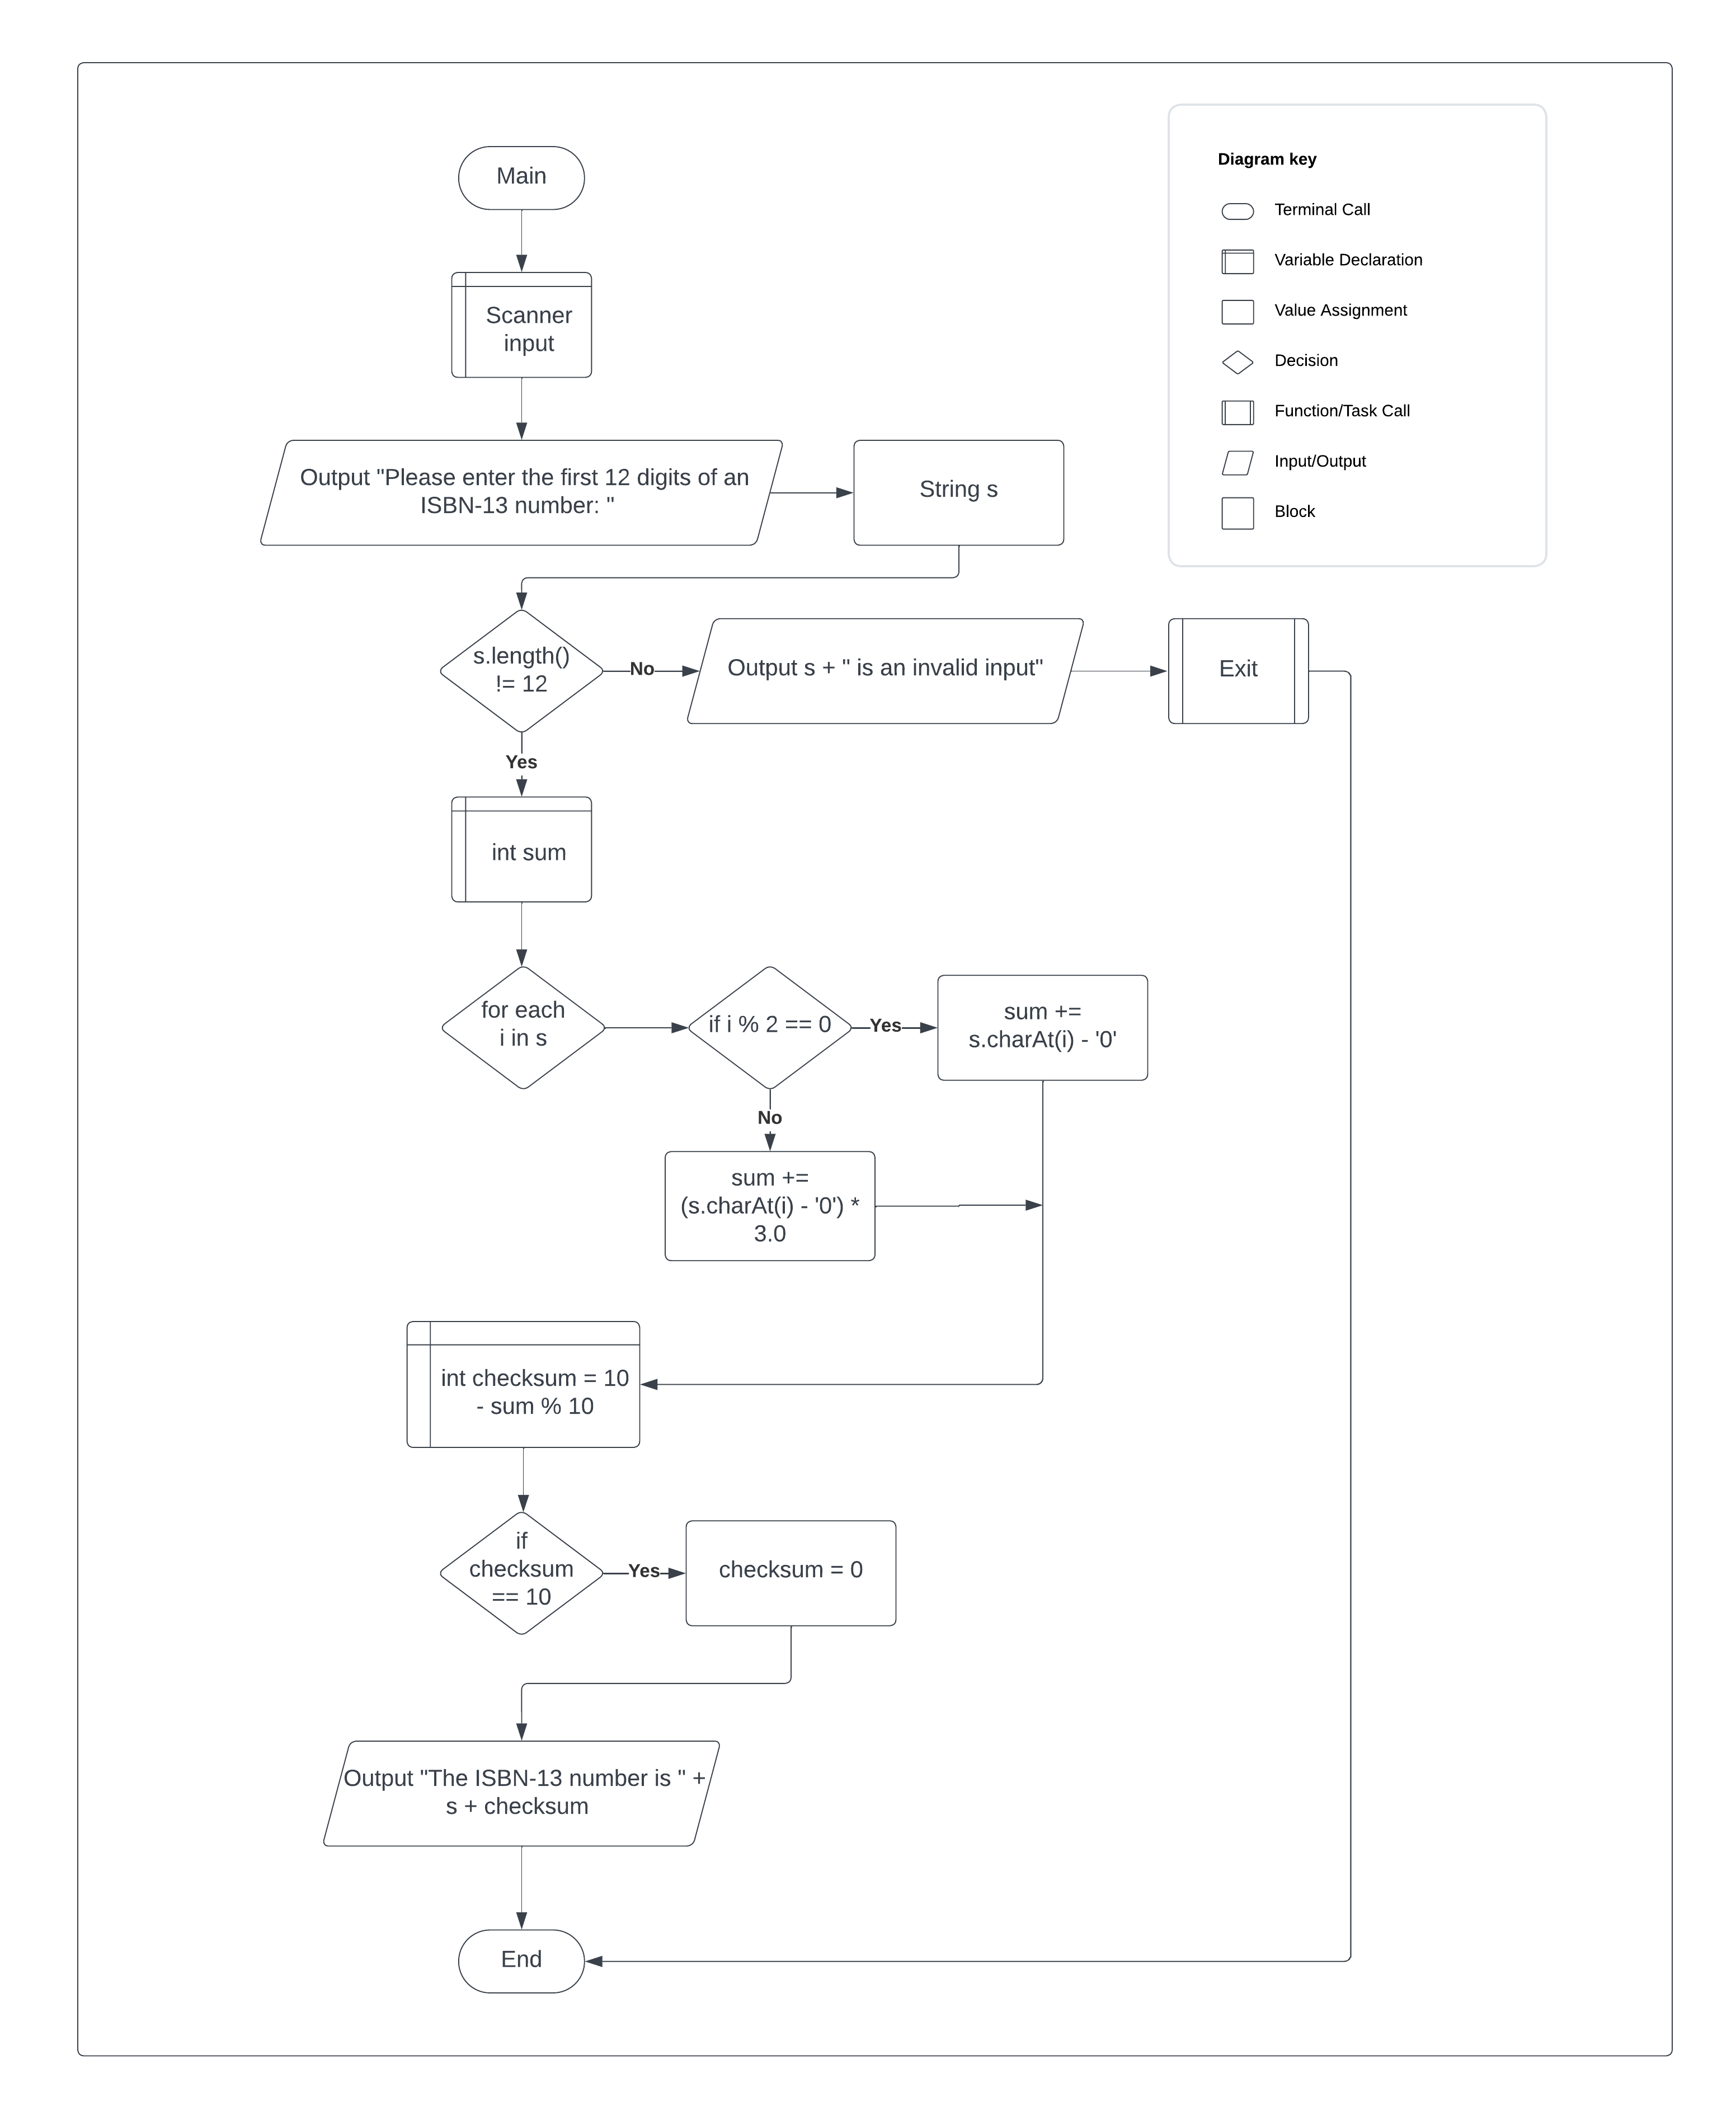 Main
Scanner
input
Output "Please enter the first 12 digits of an
ISBN-13 number: "
String s
s.length()
!= 12
No
Output s + " is an invalid input"
Exit
Yes
int sum
for each
i in s
if i % 2 == 0
Yes
sum +=
s.charAt(i) - '0'
No
sum +=
(s.charAt(i) - '0') *
3.0
int checksum = 10
- sum % 10
if
checksum
== 10
Yes
checksum = 0
Output "The ISBN-13 number is " +
s + checksum
End
Diagram key
Terminal Call
Variable Declaration
Value Assignment
Decision
Function/Task Call
Input/Output
Block